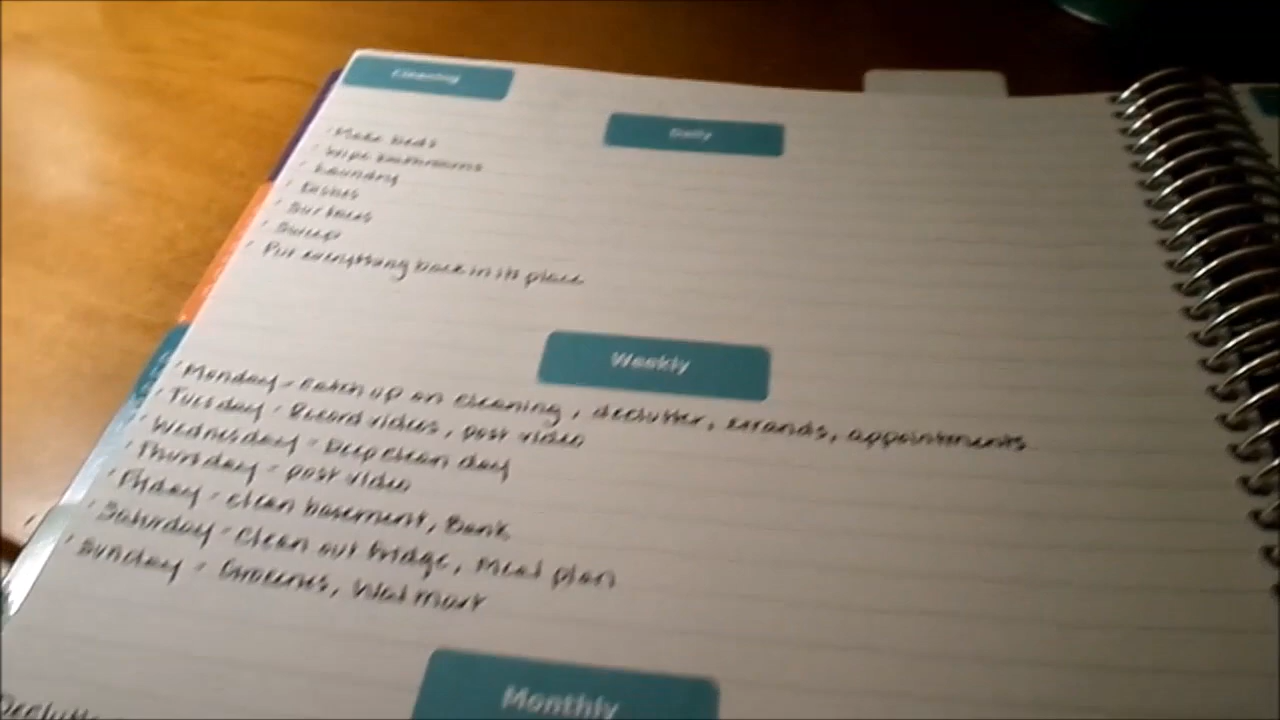 Cleaning
Daily
Make beds
Wipe bathrooms
Laundry
Dishes
Surfaces
Sweep
Put everything back in its place
Weekly
Monday - catch up on cleaning, declutter, errands, appointments
Tuesday - Record videos, post video
Wednesday - Deep clean day
Thursday - post video
Friday - clean basement, Bank
Saturday - Clean out fridge, Meal plan
Sunday - Groceries, Walmart
Monthly